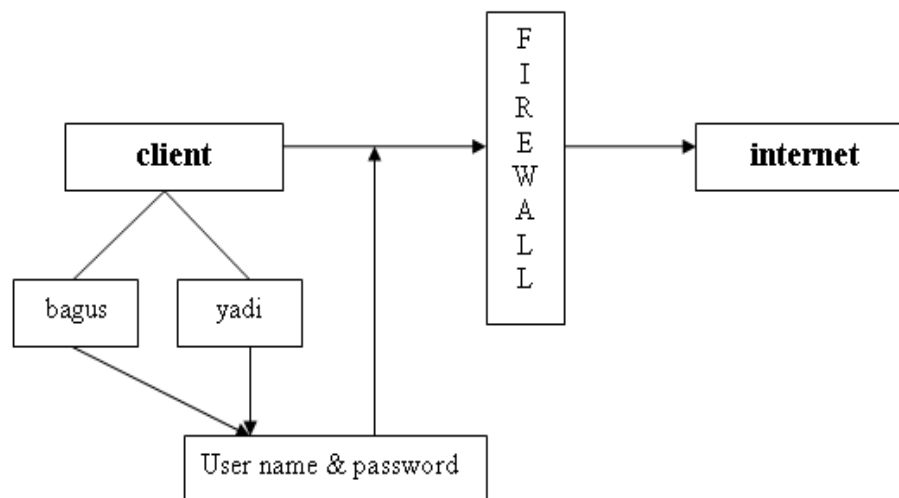 F
I
R
E
W
A
L
L
client
internet
bagus
yadi
User name & password